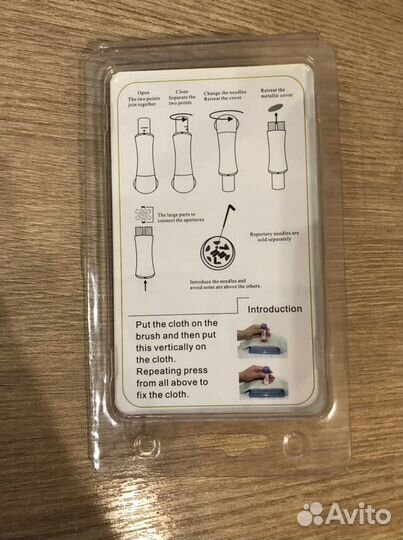 Open
The two points
join together
Close
Separate the
two points
Change the needles
Retreat the cover
Retreat the
metallic cover
The large parts to
connect the apertures
Repertory needles are
sold separately
Introduce the needles and
avoid some are above the others.
Introduction
Put the cloth on the
brush and then put
this vertically on
the cloth.
Repeating press
from all above to
fix the cloth.
Avito